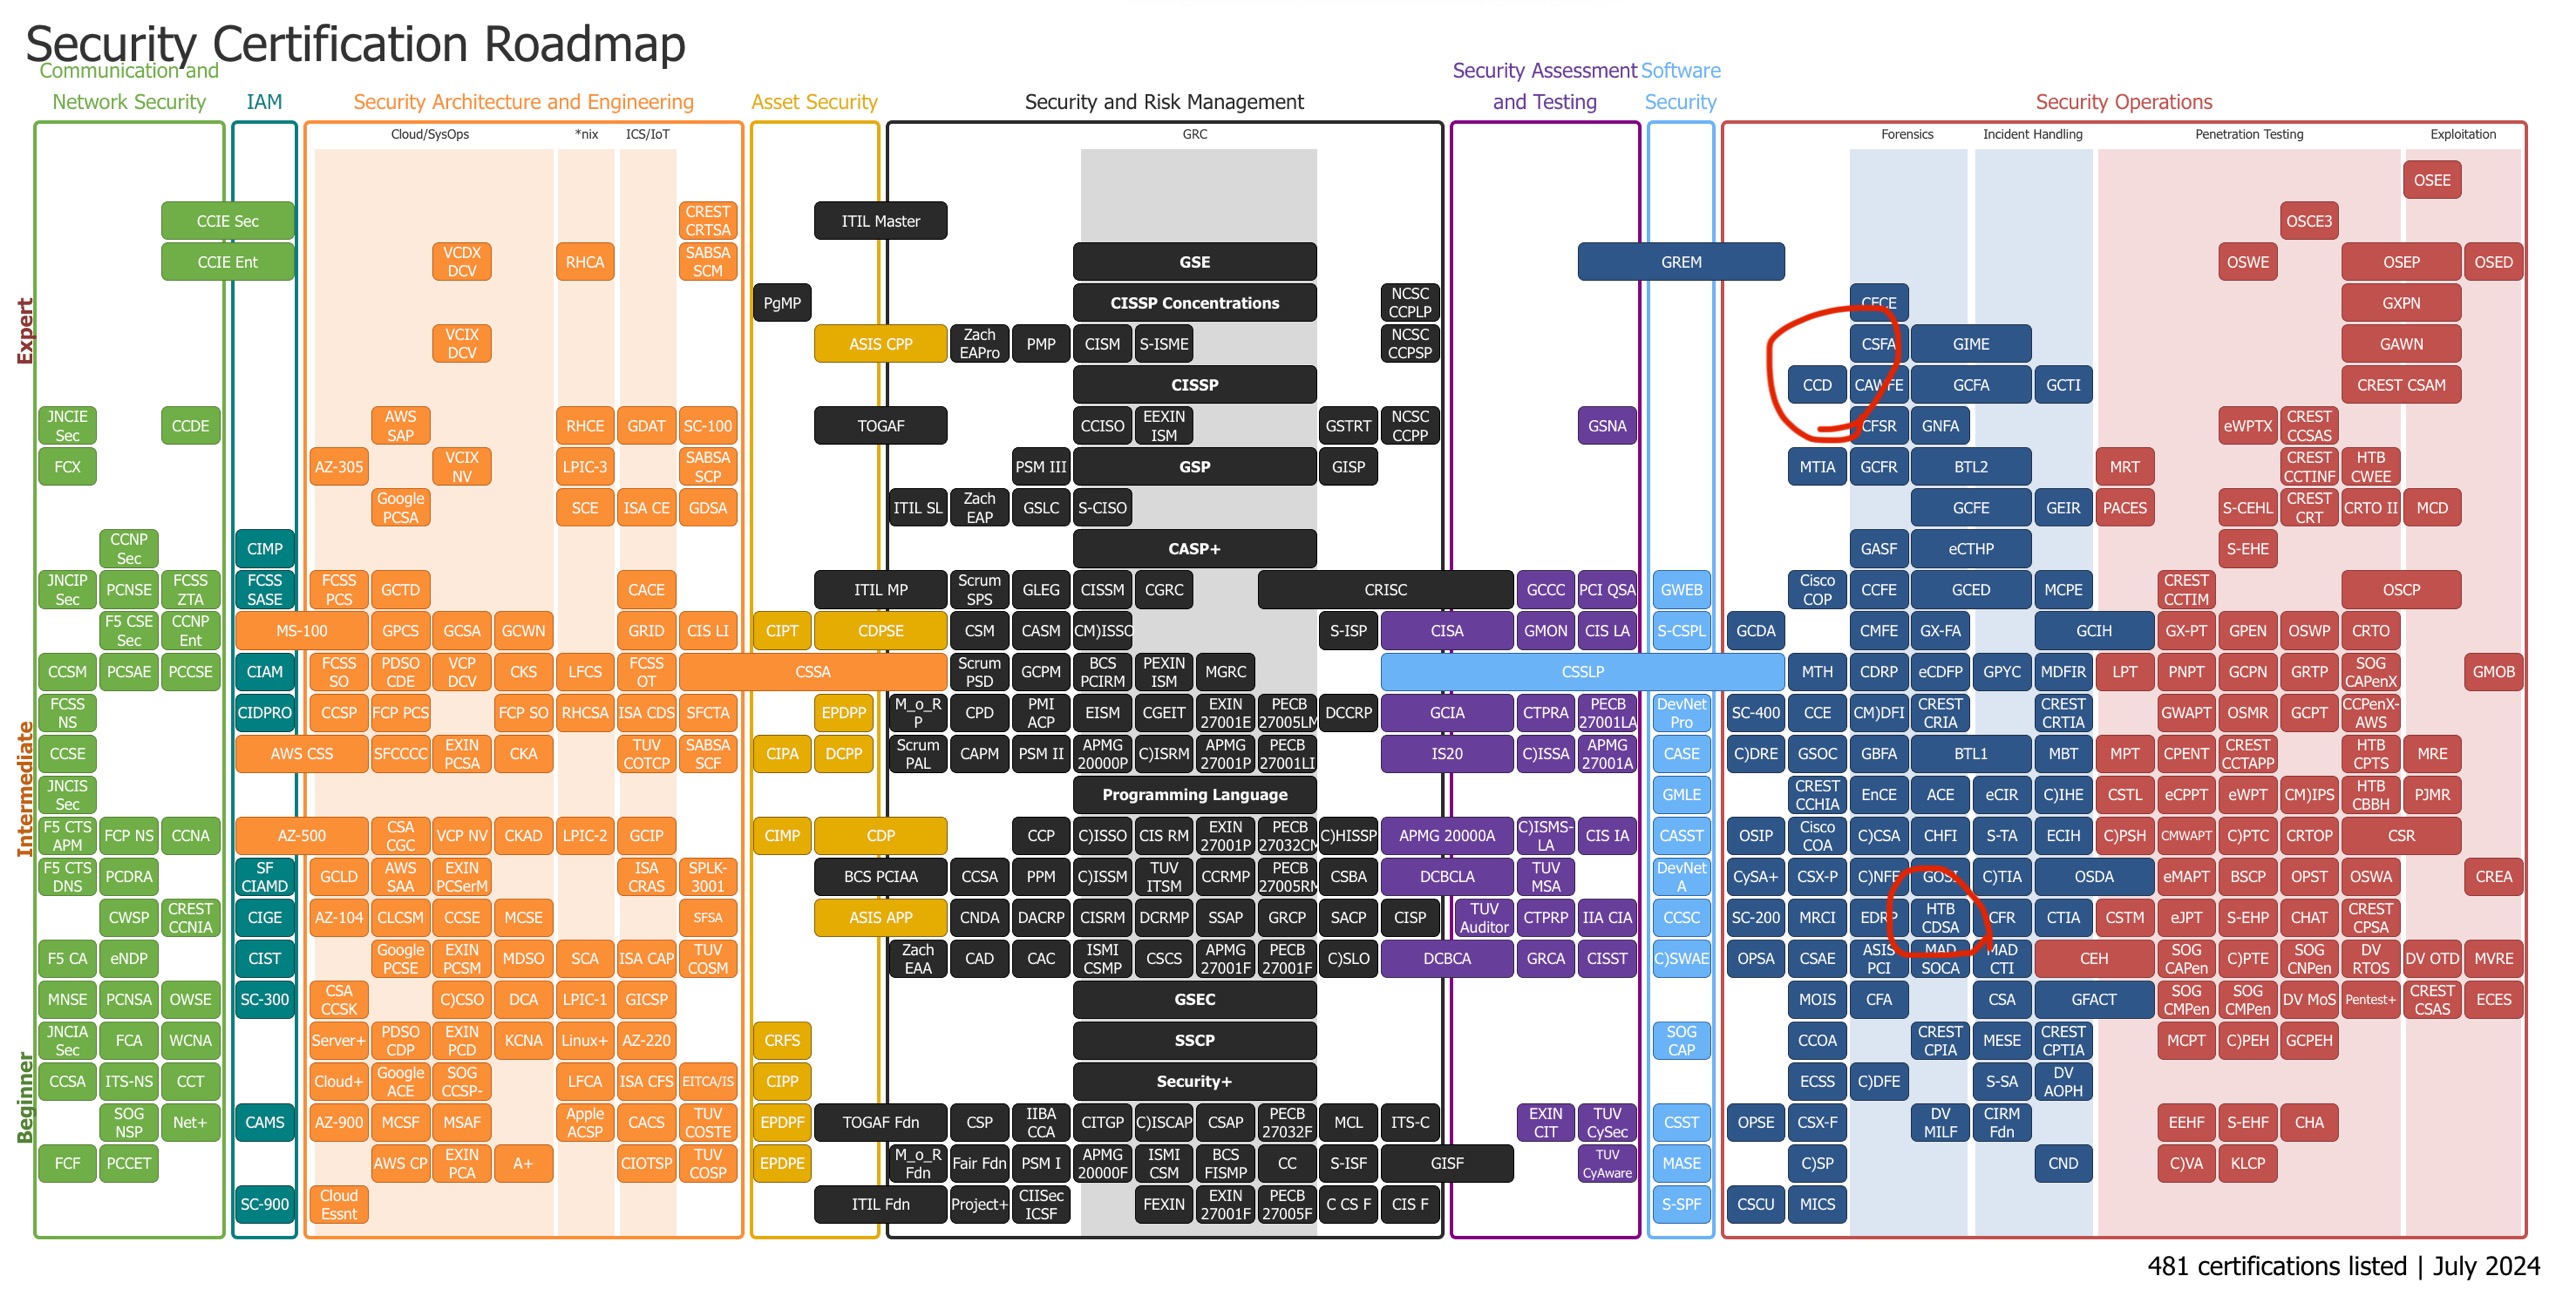 Security Certification Roadmap
Communication and Network Security
IAM
Security Architecture and Engineering
Asset Security
Security and Risk Management
Security Assessment and Testing
Software Security
Security Operations
Cloud/SysOps *nix ICS/IoT GRC Forensics Incident Handling Penetration Testing Exploitation
Expert
Intermediate
Beginner
OSEE
CCIE Sec CREST CRTSA ITIL Master OSCE3
CCIE Ent VCDX DCV RHCA SABSA SCM GSE GREM OSWE OSEP OSED
PgMP CISSP Concentrations NCSC CCPLP CFCE GXPN
VCIX DCV ASIS CPP Zach EAPro PMP CISM S-ISME NCSC CCPSP CSFA GIME GAWN
CISSP CCD CAWFE GCFA GCTI CREST CSAM
JNCIE Sec CCDE AWS SAP RHCE GDAT SC-100 TOGAF CCISO EEXIN ISM GSTRT NCSC CCPP GSNA CFSR GNFA eWPTX CREST CCSAS
FCX AZ-305 VCIX NV LPIC-3 SABSA SCP PSM III GSP GISP MTIA GCFR BTL2 MRT CREST CCTINF HTB CWEE
Google PCSA SCE ISA CE GDSA ITIL SL Zach EAP GSLC S-CISO GCFE GEIR PACES S-CEHL CREST CRT CRTO II MCD
CCNP Sec CIMP CASP+ GASF eCTHP S-EHE
JNCIP Sec PCNSE FCSS ZTA FCSS SASE FCSS PCS GCTD CACE ITIL MP Scrum SPS GLEG CISSM CGRC CRISC GCCC PCI QSA GWEB Cisco COP CCFE GCED MCPE CREST CCTIM OSCP
F5 CSE Sec CCNP Ent MS-100 GPCS GCSA GCWN GRID CIS LI CIPT CDPSE CSM CASM CM)ISSO S-ISP CISA GMON CIS LA S-CSPL GCDA CMFE GX-FA GCIH GX-PT GPEN OSWP CRTO
CCSM PCSAE PCCSE CIAM FCSS SO PDSO CDE VCP DCV CKS LFCS FCSS OT CSSA Scrum PSD GCPM BCS PCIRM PEXIN ISM MGRC CSSLP MTH CDRP eCDFP GPYC MDFIR LPT PNPT GCPN GRTP SOG CAPenX GMOB
FCSS NS CIDPRO CCSP FCP PCS FCP SO RHCSA ISA CDS SFCTA EPDPP M_o_R P CPD PMI ACP EISM CGEIT EXIN 27001E PECB 27005LM DCCRP GCIA CTPRA PECB 27001LA DevNet Pro SC-400 CCE CM)DFI CREST CRIA CREST CRTIA GWAPT OSMR GCPT CCPenX-AWS
CCSE AWS CSS SFCCCC EXIN PCSA CKA TUV COTCP SABSA SCF CIPA DCPP Scrum PAL CAPM PSM II APMG 20000P C)ISRM APMG 27001P PECB 27001LI IS20 C)ISSA APMG 27001A CASE C)DRE GSOC GBFA BTL1 MBT MPT CPENT CREST CCTAPP HTB CPTS MRE
JNCIS Sec Programming Language GMLE CREST CCHIA EnCE ACE eCIR C)IHE CSTL eCPPT eWPT CM)IPS HTB CBBH PJMR
F5 CTS APM FCP NS CCNA AZ-500 CSA CGC VCP NV CKAD LPIC-2 GCIP CIMP CDP CCP C)ISSO CIS RM EXIN 27001P PECB 27032CM C)HISSP APMG 20000A C)ISMS-LA CIS IA CASST OSIP Cisco COA C)CSA CHFI S-TA ECIH C)PSH CMWAPT C)PTC CRTOP CSR
F5 CTS DNS PCDRA SF CIAMD GCLD AWS SAA EXIN PCSerM ISA CRAS SPLK-3001 BCS PCIAA CCSA PPM C)ISSM TUV ITSM CCRMP PECB 27005RM CSBA DCBCLA TUV MSA DevNet A CySA+ CSX-P C)NFE GOSI C)TIA OSDA eMAPT BSCP OPST OSWA CREA
CWSP CREST CCNIA CIGE AZ-104 CLCSM CCSE MCSE SFSA ASIS APP CNDA DACRP CISRM DCRMP SSAP GRCP SACP CISP TUV Auditor CTPRP IIA CIA CCSC SC-200 MRCI EDRP HTB CDSA CFR CTIA CSTM eJPT S-EHP CHAT CREST CPSA
F5 CA eNDP CIST Google PCSE EXIN PCSM MDSO SCA ISA CAP TUV COSM Zach EAA CAD CAC ISMI CSMP CSCS APMG 27001F PECB 27001F C)SLO DCBCA GRCA CISST C)SWAE OPSA CSAE ASIS PCI MAD SOCA MAD CTI CEH SOG CAPen C)PTE SOG CNPen DV RTOS DV OTD MVRE
MNSE PCNSA OWSE SC-300 CSA CCSK C)CSO DCA LPIC-1 GICSP GSEC MOIS CFA CSA GFACT SOG CMPen SOG CMPen DV MoS Pentest+ CREST CSAS ECES
JNCIA Sec FCA WCNA Server+ PDSO CDP EXIN PCD KCNA Linux+ AZ-220 CRFS SSCP SOG CAP CCOA CREST CPIA MESE CREST CPTIA MCPT C)PEH GCPEH
CCSA ITS-NS CCT Cloud+ Google ACE SOG CCSP- LFCA ISA CFS EITCA/IS CIPP Security+ ECSS C)DFE S-SA DV AOPH
SOG NSP Net+ CAMS AZ-900 MCSF MSAF Apple ACSP CACS TUV COSTE EPDPF TOGAF Fdn CSP IIBA CCA CITGP C)ISCAP CSAP PECB 27032F MCL ITS-C EXIN CIT TUV CySec CSST OPSE CSX-F DV MILF CIRM Fdn EEHF S-EHF CHA
FCF PCCET AWS CP EXIN PCA A+ CIOTSP TUV COSP EPDPE M_o_R Fdn Fair Fdn PSM I APMG 20000F ISMI CSM BCS FISMP CC S-ISF GISF TUV CyAware MASE C)SP CND C)VA KLCP
SC-900 Cloud Essnt ITIL Fdn Project+ CIISec ICSF FEXIN EXIN 27001F PECB 27005F C CS F CIS F S-SPF CSCU MICS
481 certifications listed | July 2024